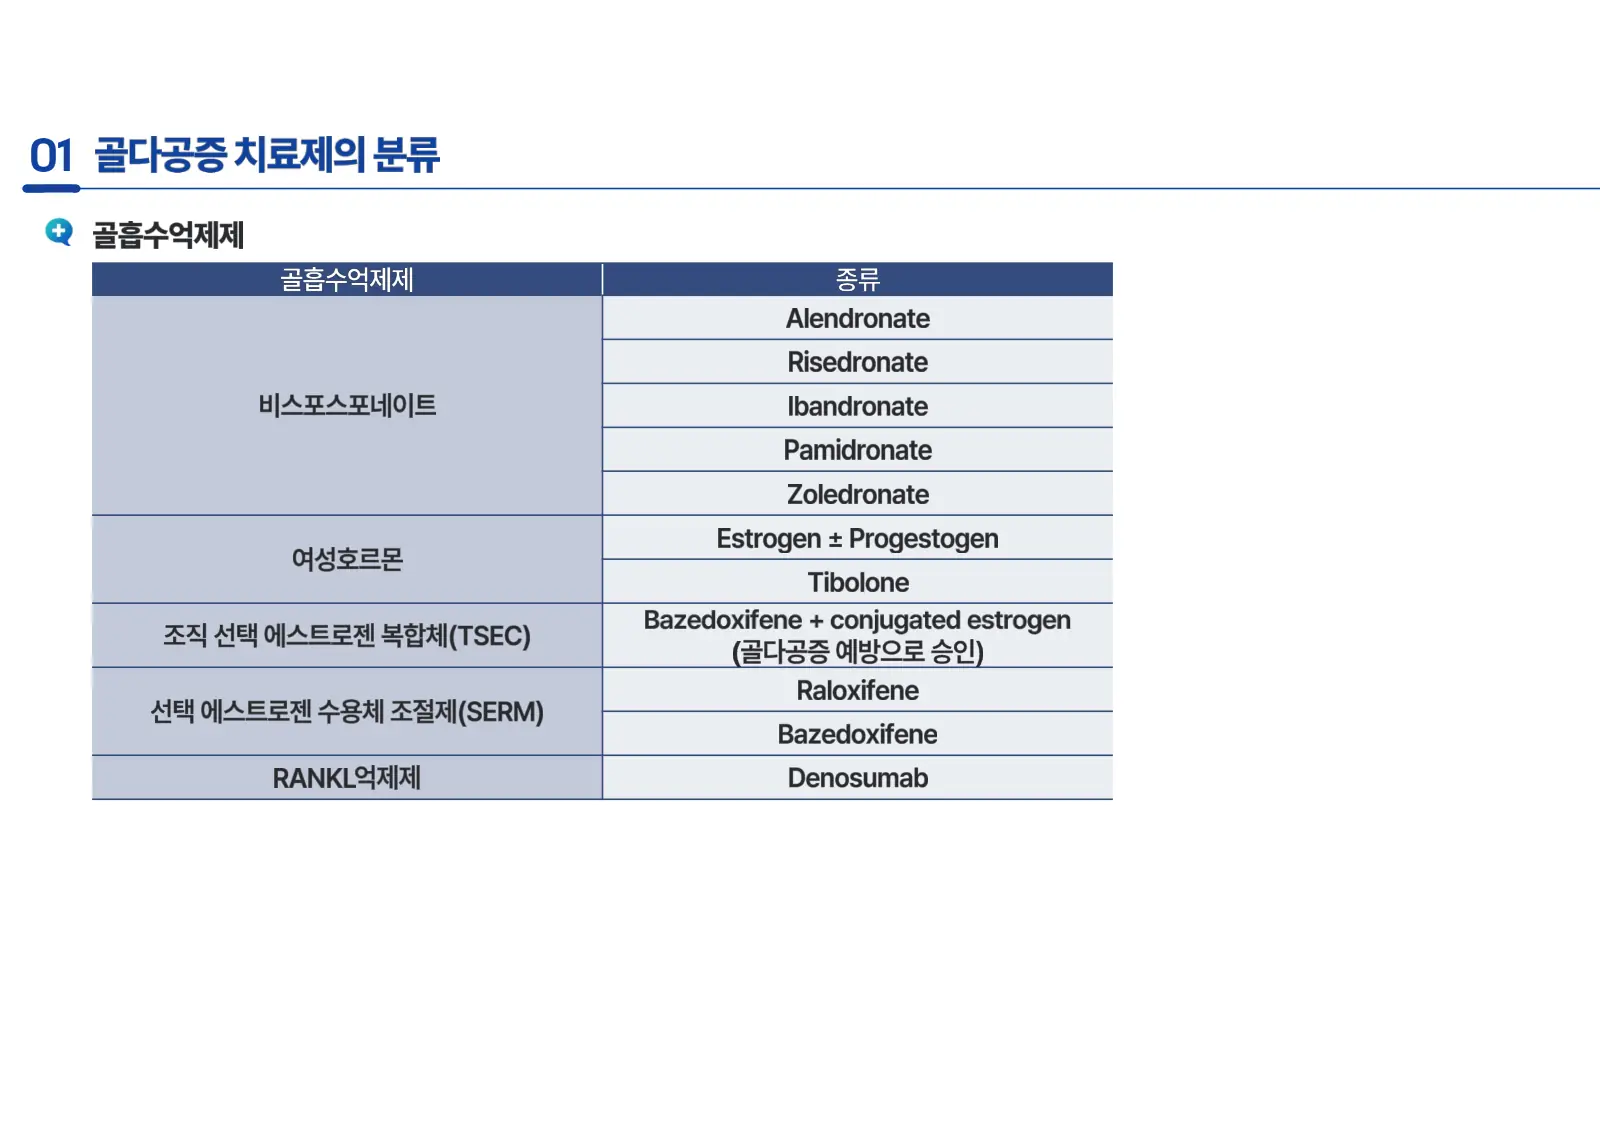 01 골다공증 치료제의 분류
골흡수억제제
골흡수억제제 종류
비스포스포네이트
Alendronate
Risedronate
Ibandronate
Pamidronate
Zoledronate
여성호르몬
Estrogen ± Progestogen
Tibolone
조직 선택 에스트로젠 복합체(TSEC)
Bazedoxifene + conjugated estrogen
(골다공증 예방으로 승인)
선택 에스트로젠 수용체 조절제(SERM)
Raloxifene
Bazedoxifene
RANKL억제제 Denosumab